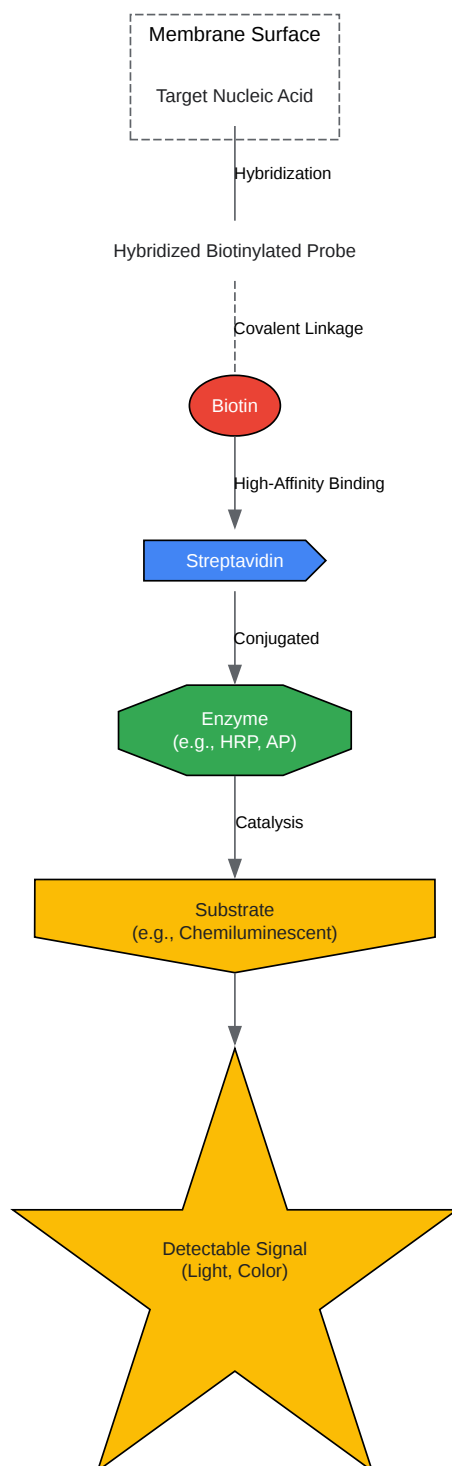 Membrane Surface
Target Nucleic Acid
Hybridization
Hybridized Biotinylated Probe
Covalent Linkage
Biotin
High-Affinity Binding
Streptavidin
Conjugated
Enzyme
(e.g., HRP, AP)
Catalysis
Substrate
(e.g., Chemiluminescent)
Detectable Signal
(Light, Color)